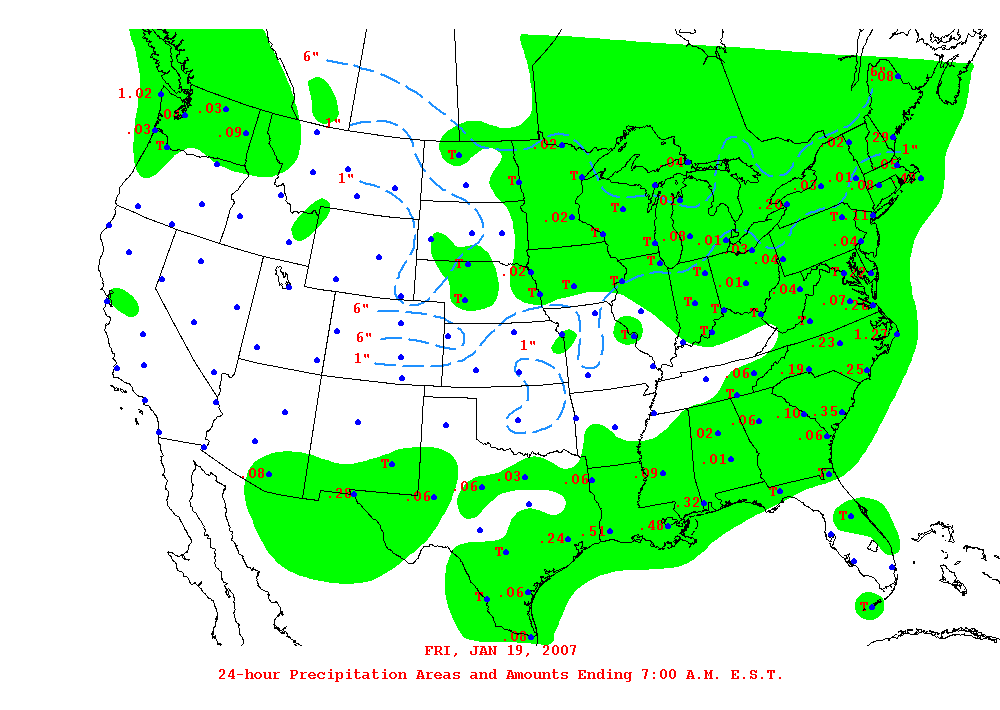 6"
6"
.08
1.02
.03
1"
.03
.09
T
.02
T
.29
.02
1"
.04
1"
T
T
.01
.08
.03
.01
T
.20
T
.11
.02
T
T
.08
.01
.03
.04
.04
T
T
.02
T
T
T
.01
.04
T
.07
6"
T
T
T
T
T
6"
1"
1"
T
T
.23
.06
.19
.25
T
.06
.10
.35
.02
.06
.01
T
.08
.28
.06
.06
.03
.06
.09
.32
T
T
.24
.51
.48
T
T
.06
T
T
.06
FRI, JAN 19, 2007
24-hour Precipitation Areas and Amounts Ending 7:00 A.M. E.S.T.